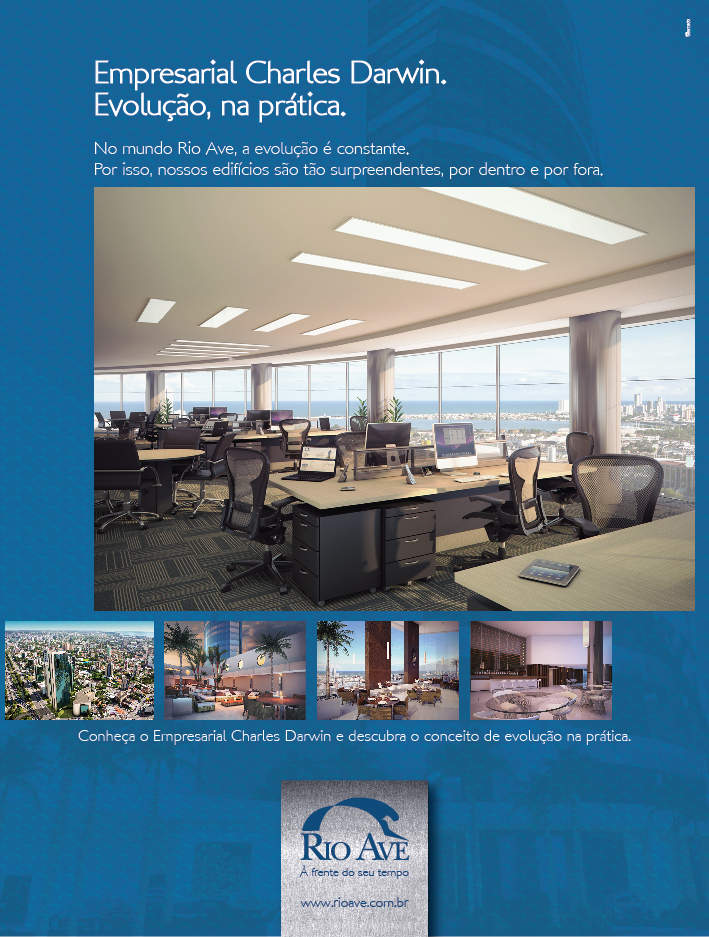 Empresarial Charles Darwin.
Evolução, na prática.
No mundo Rio Ave, a evolução é constante.
Por isso, nossos edifícios são tão surpreendentes, por dentro e por fora.
Conheça o Empresarial Charles Darwin e descubra o conceito de evolução na prática.
RIO AVE
À frente do seu tempo
www.rioave.com.br